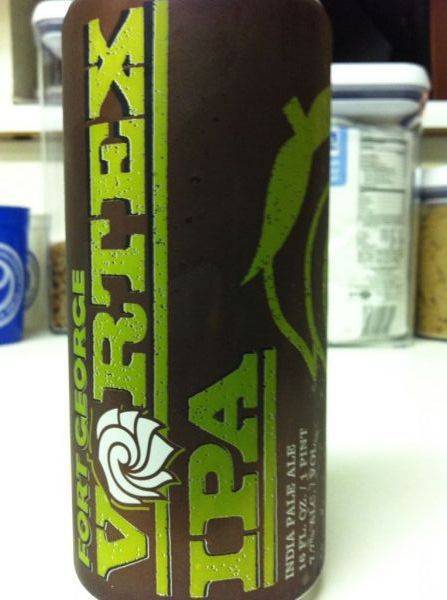 FORT GEORGE
VORTEX
IPA
INDIA PALE ALE
16 FL. OZ. / 1 PINT